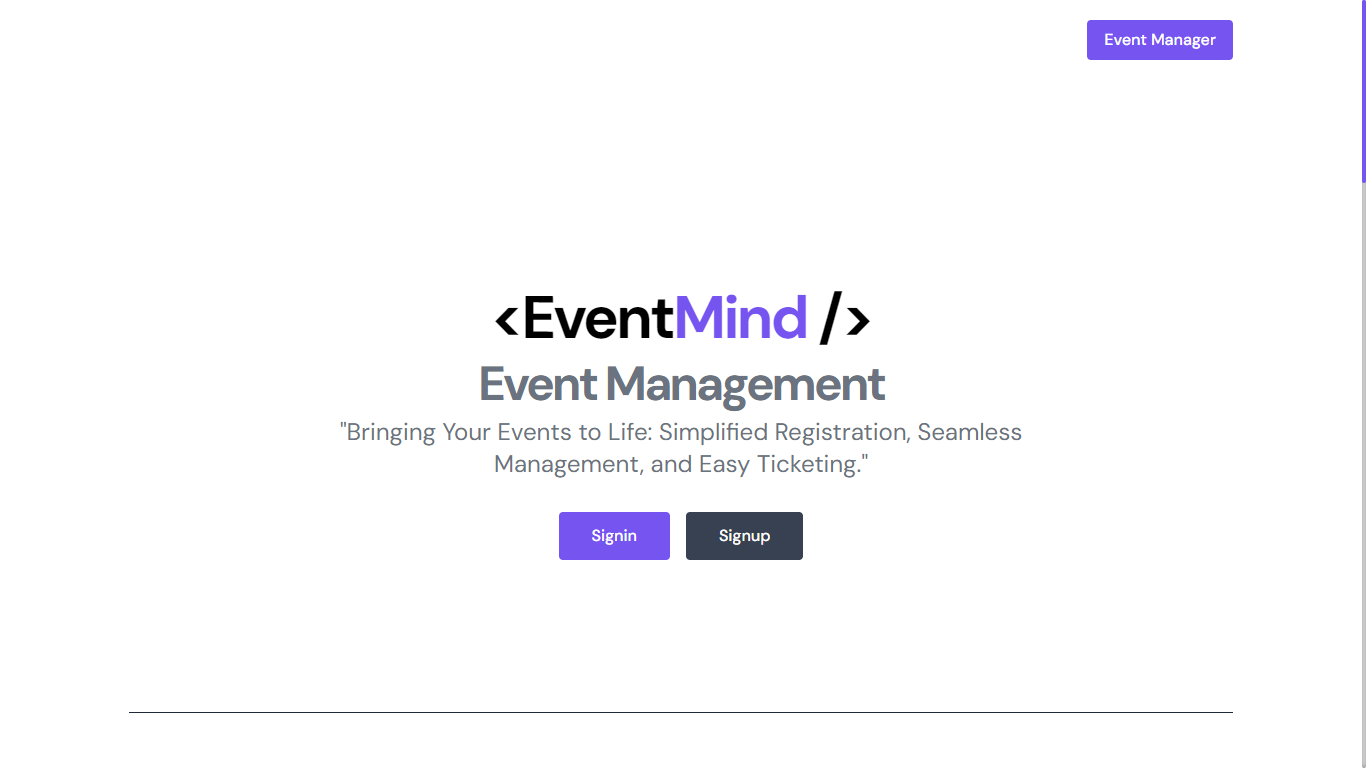 Event Manager
<EventMind />
Event Management
"Bringing Your Events to Life: Simplified Registration, Seamless
Management, and Easy Ticketing."
Signin Signup